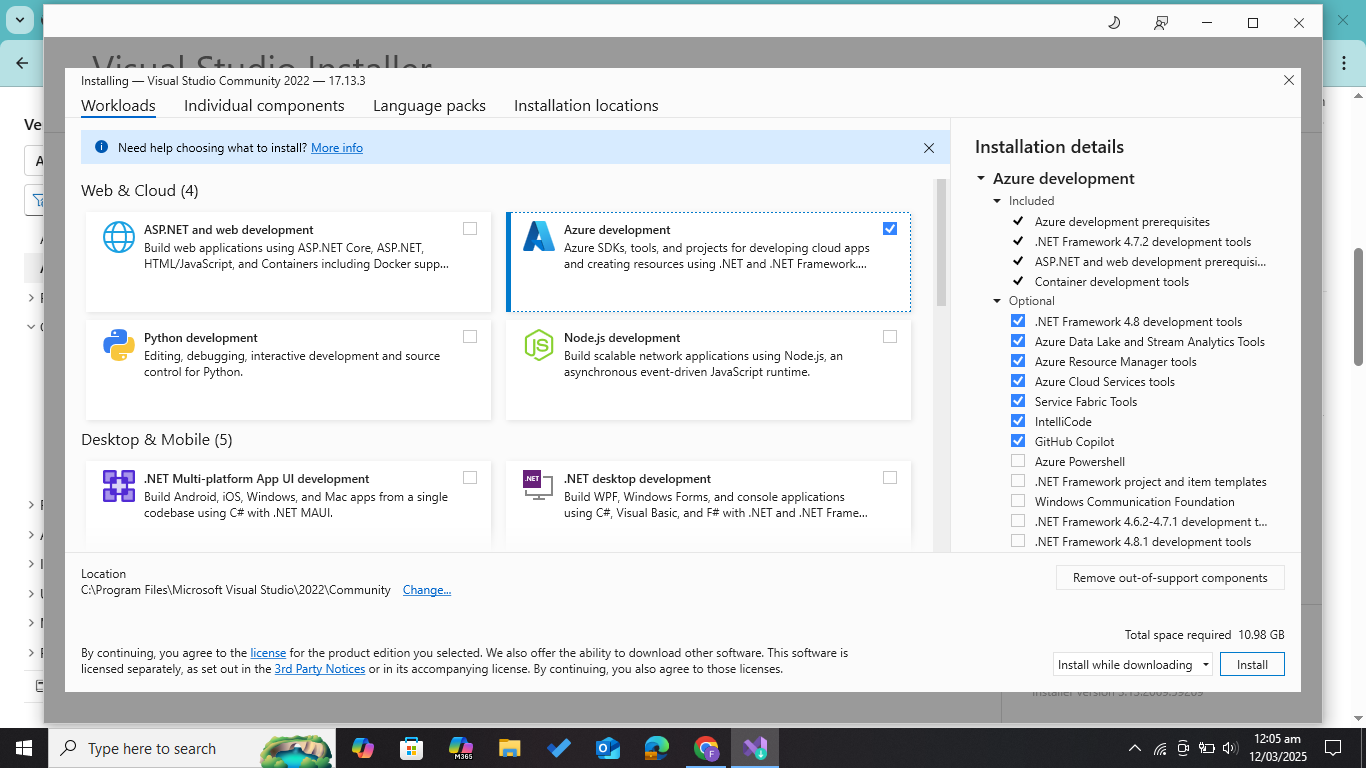 Visual Studio Installer
Installing — Visual Studio Community 2022 — 17.13.3
Workloads
Individual components
Language packs
Installation locations
Need help choosing what to install? More info
Web & Cloud (4)
ASP.NET and web development
Build web applications using ASP.NET Core, ASP.NET,
HTML/JavaScript, and Containers including Docker supp...
Azure development
Azure SDKs, tools, and projects for developing cloud apps
and creating resources using .NET and .NET Framework....
Python development
Editing, debugging, interactive development and source
control for Python.
Node.js development
Build scalable network applications using Node.js, an
asynchronous event-driven JavaScript runtime.
Desktop & Mobile (5)
.NET Multi-platform App UI development
Build Android, iOS, Windows, and Mac apps from a single
codebase using C# with .NET MAUI.
.NET
.NET desktop development
Build WPF, Windows Forms, and console applications
using C#, Visual Basic, and F# with .NET and .NET Frame...
Installation details
Azure development
Included
Azure development prerequisites
.NET Framework 4.7.2 development tools
ASP.NET and web development prerequisi...
Container development tools
Optional
.NET Framework 4.8 development tools
Azure Data Lake and Stream Analytics Tools
Azure Resource Manager tools
Azure Cloud Services tools
Service Fabric Tools
IntelliCode
GitHub Copilot
Azure Powershell
.NET Framework project and item templates
Windows Communication Foundation
.NET Framework 4.6.2-4.7.1 development t...
.NET Framework 4.8.1 development tools
Location
C:\Program Files\Microsoft Visual Studio\2022\Community Change...
Remove out-of-support components
Total space required 10.98 GB
By continuing, you agree to the license for the product edition you selected. We also offer the ability to download other software. This software is
licensed separately, as set out in the 3rd Party Notices or in its accompanying license. By continuing, you also agree to those licenses.
Install while downloading
Install
Ve
Type here to search
M365
F
12:05 am
12/03/2025